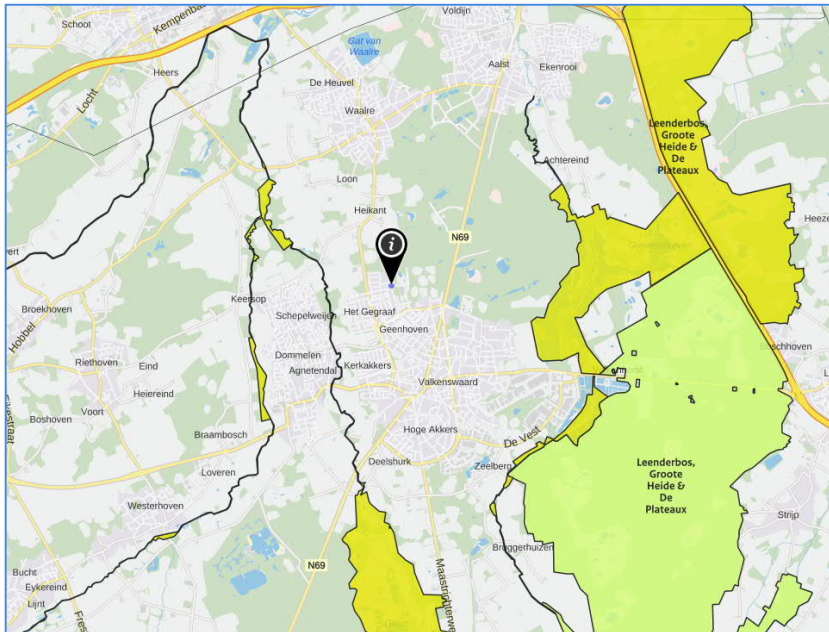 Schoot
Kempenba
Voldijn
Gat van
Waalre
Aalst
Ekenrooi
Heers
De Heuvel
Locht
Waalre
Leenderbos,
Groote
Heide &
De
Plateaux
Achtereind
Loon
Heikant
Heeze
N69
i
Keersop
Broekhoven
Hobbel
Schepelweijen
Het Gegraaf
Geenhoven
Riethoven
Eind
Dommelen
Agnetendal
Kerkakkers
Valkenswaard
Heiereind
Voort
Boshoven
Braambosch
Hoge Akkers
De Vest
Deelshurk
Zeelberg
Loveren
Leenderbos,
Groote
Heide &
De
Plateaux
Westerhoven
Strijp
Bruggerhuizen
N69
Bucht
Eykereind
Lijnt
Maastrichterwe